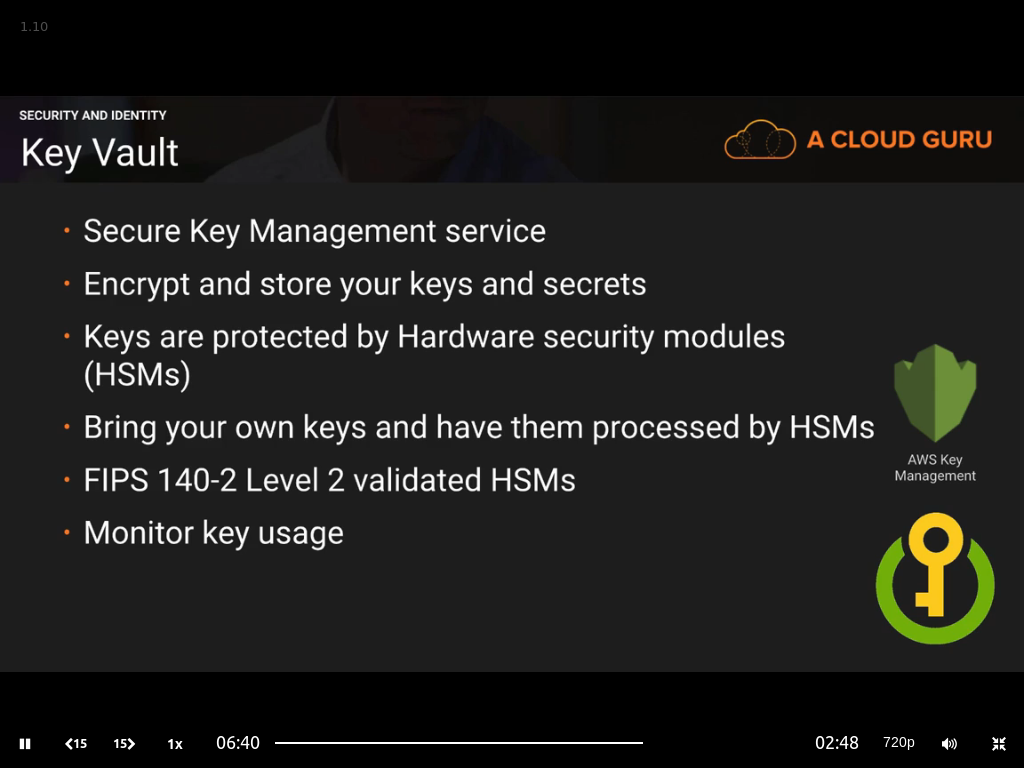 1.10
SECURITY AND IDENTITY
Key Vault
A CLOUD GURU
• Secure Key Management service
• Encrypt and store your keys and secrets
• Keys are protected by Hardware security modules
(HSMs)
• Bring your own keys and have them processed by HSMs
• FIPS 140-2 Level 2 validated HSMs
• Monitor key usage
AWS Key
Management
15 15 1x 06:40 02:48 720p